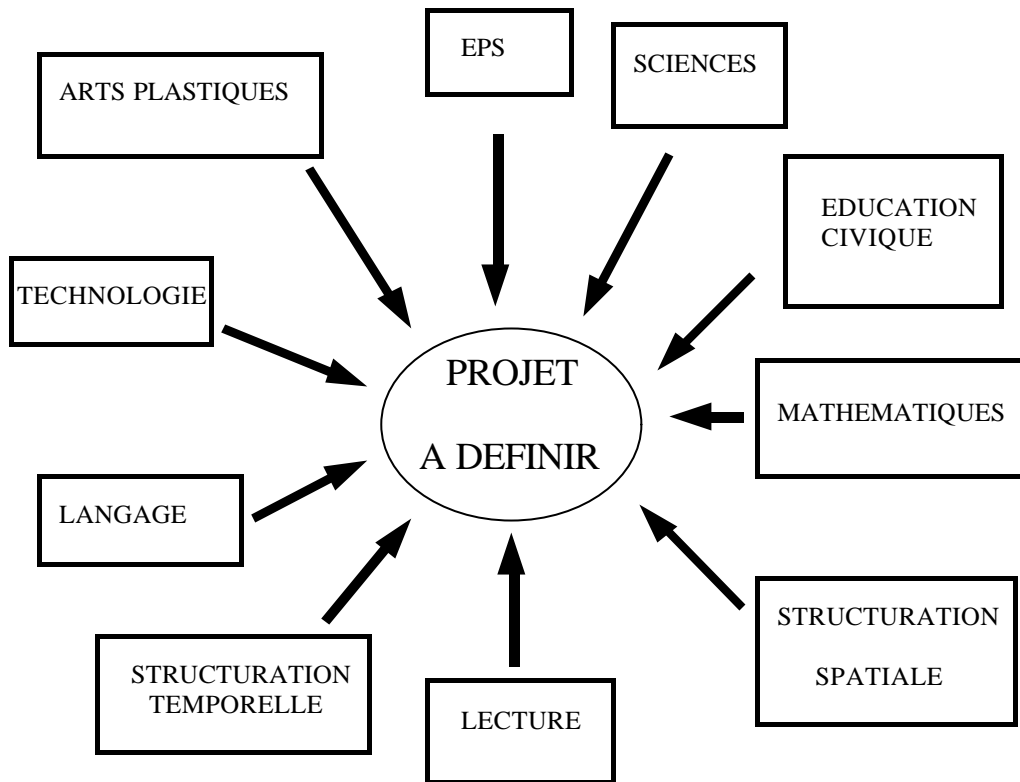 EPS
SCIENCES
ARTS PLASTIQUES
EDUCATION
CIVIQUE
TECHNOLOGIE
PROJET
A DEFINIR
MATHEMATIQUES
LANGAGE
STRUCTURATION
SPATIALE
STRUCTURATION
TEMPORELLE
LECTURE